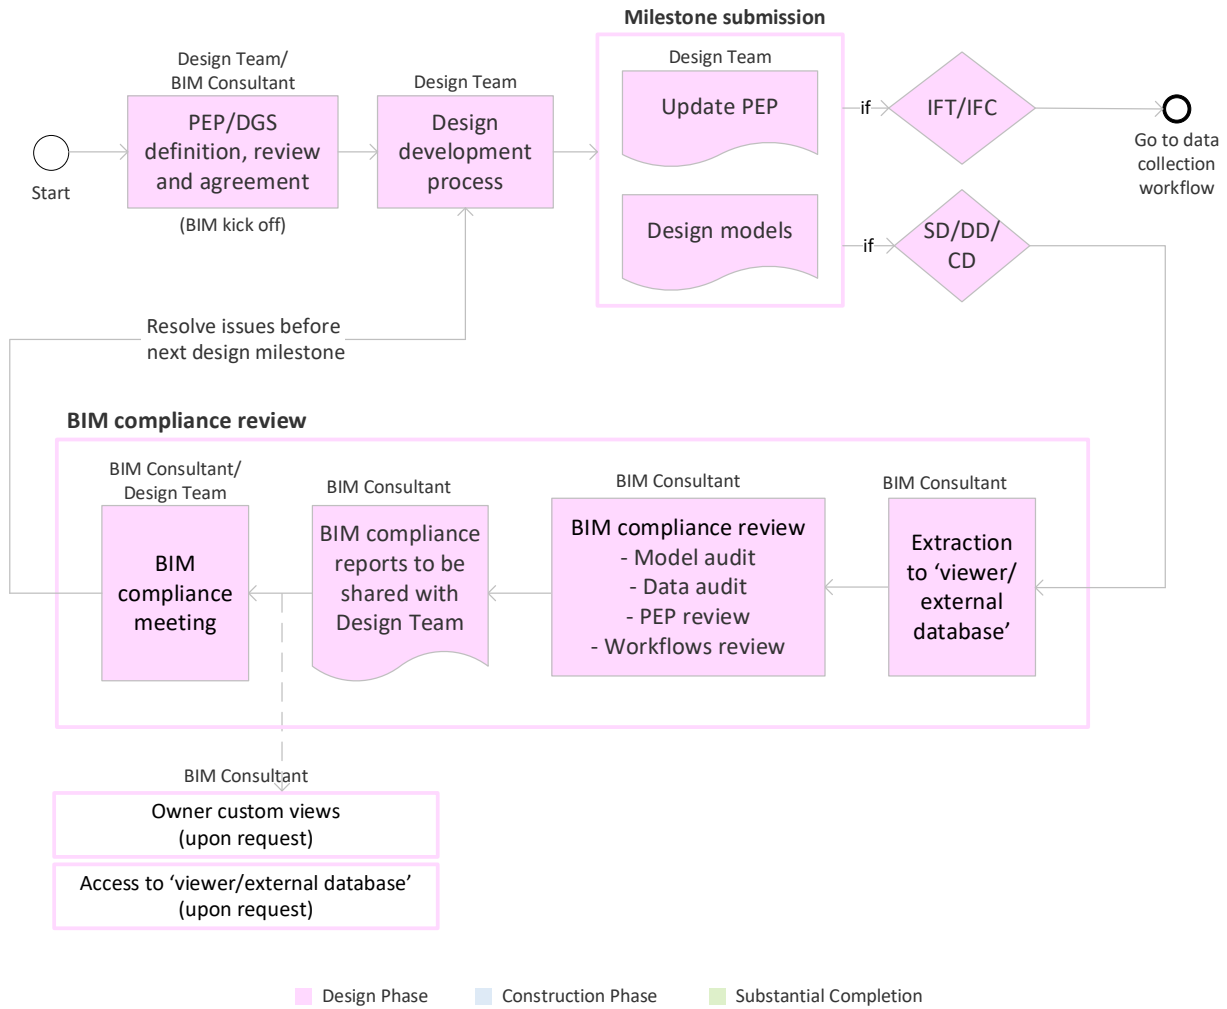 Milestone submission
Design Team/
BIM Consultant
PEP/DGS
definition, review
and agreement
(BIM kick off)
Start
Design Team
Design
development
process
Design Team
Update PEP
Design models
if
IFT/IFC
Go to data
collection
workflow
if
SD/DD/
CD
Resolve issues before
next design milestone
BIM compliance review
BIM Consultant/
Design Team
BIM
compliance
meeting
BIM Consultant
BIM compliance
reports to be
shared with
Design Team
BIM Consultant
BIM compliance review
- Model audit
- Data audit
- PEP review
- Workflows review
BIM Consultant
Extraction
to ‘viewer/
external
database’
BIM Consultant
Owner custom views
(upon request)
Access to ‘viewer/external database’
(upon request)
Design Phase
Construction Phase
Substantial Completion